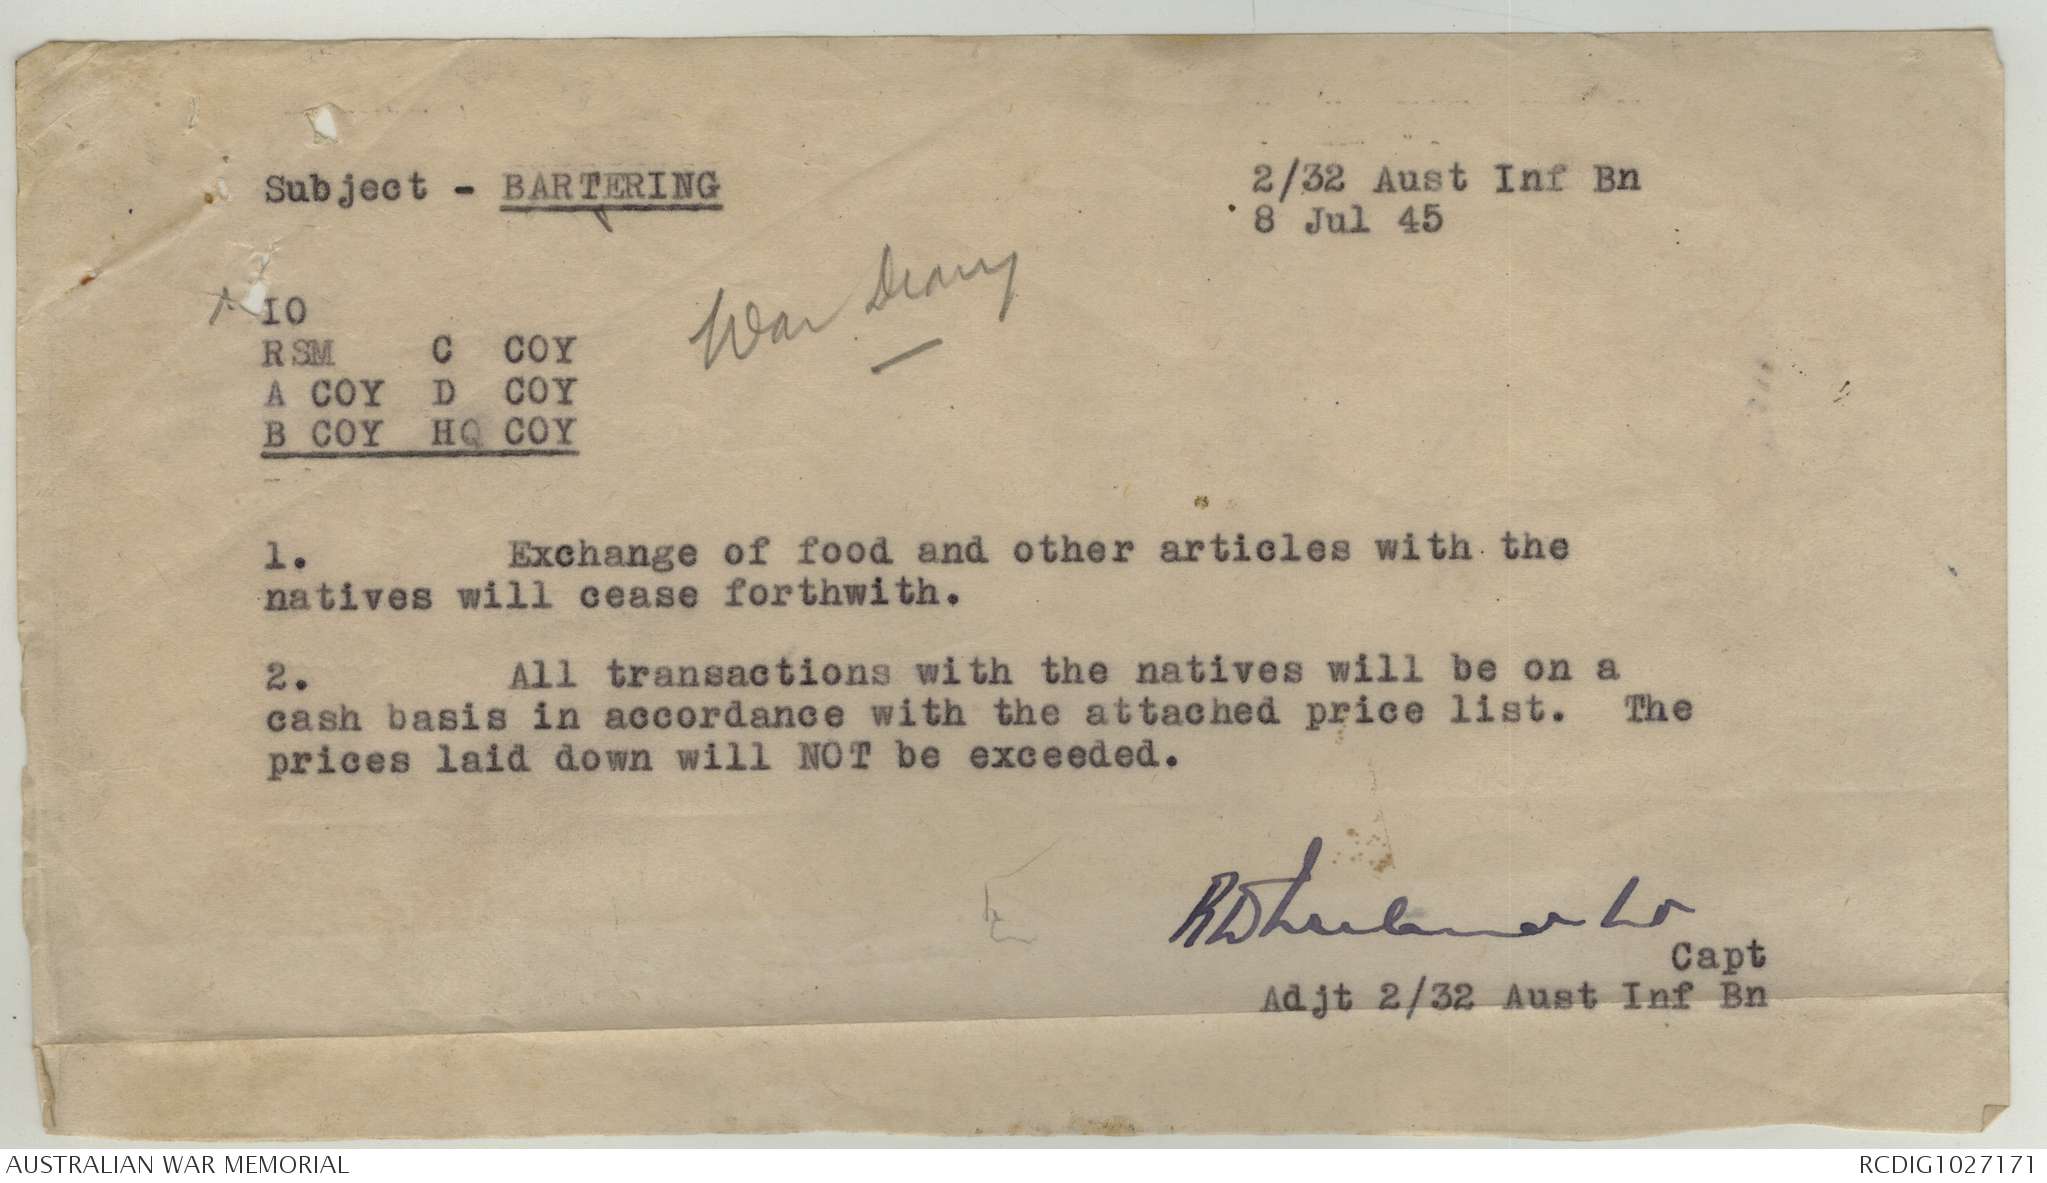 Subject - BARTERING
2/32 Aust Inf Bn
8 Jul 45
War Diary
IO
RSM C COY
A COY D COY
B COY HQ COY
1. Exchange of food and other articles with the
natives will cease forthwith.
2. All transactions with the natives will be on a
cash basis in accordance with the attached price list. The
prices laid down will NOT be exceeded.
Capt
Adjt 2/32 Aust Inf Bn
AUSTRALIAN WAR MEMORIAL
RCDIG1027171